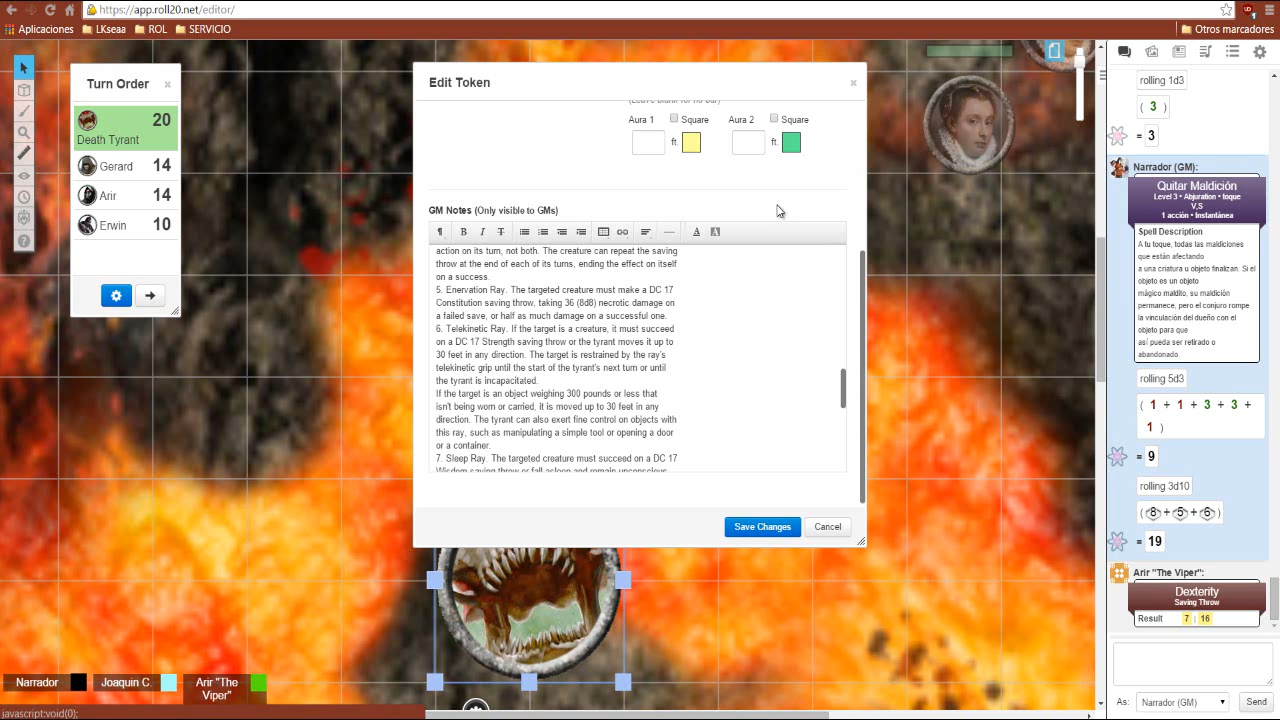 https://app.roll20.net/editor/
Aplicaciones
LKseaa
ROL
SERVICIO
Otros marcadores
Turn Order
×
20
Death Tyrant
Gerard
14
Arir
14
Erwin
10
Edit Token
×
(Leave blank for no bar)
Aura 1
Square
Aura 2
Square
ft.
ft.
GM Notes (Only visible to GMs)
¶ B I T
A A
action on its turn, not both. The creature can repeat the saving
throw at the end of each of its turns, ending the effect on itself
on a success.
5. Enervation Ray. The targeted creature must make a DC 17
Constitution saving throw, taking 36 (8d8) necrotic damage on
a failed save, or half as much damage on a successful one.
6. Telekinetic Ray. If the target is a creature, it must succeed
on a DC 17 Strength saving throw or the tyrant moves it up to
30 feet in any direction. The target is restrained by the ray's
telekinetic grip until the start of the tyrant's next turn or until
the tyrant is incapacitated.
If the target is an object weighing 300 pounds or less that
isn't being worn or carried, it is moved up to 30 feet in any
direction. The tyrant can also exert fine control on objects with
this ray, such as manipulating a simple tool or opening a door
or a container.
7. Sleep Ray. The targeted creature must succeed on a DC 17
Wisdom saving throw or fall asleep and remain unconscious
Save Changes
Cancel
rolling 1d3
( 3 )
= 3
Narrador (GM):
Quitar Maldición
Level 3 • Abjuration • toque
V,S
1 acción • Instantánea
Spell Description
A tu toque, todas las maldiciones
que están afectando
a una criatura u objeto finalizan. Si el
objeto es un objeto
mágico maldito, su maldición
permanece, pero el conjuro rompe
la vinculación del dueño con el
objeto para que
así pueda ser retirado o
abandonado.
rolling 5d3
( 1 + 1 + 3 + 3 +
1 )
= 9
rolling 3d10
( 8 + 5 + 6 )
= 19
Arir "The Viper":
Dexterity
Saving Throw
Result 7 | 16
As:
Narrador (GM)
Send
Narrador
Joaquin C.
Arir "The
Viper"
javascript:void(0);